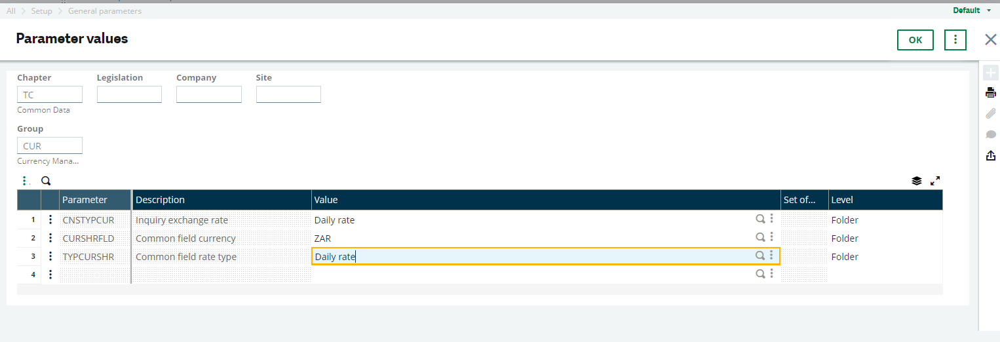 All > Setup > General parameters
Default
Parameter values
OK
Chapter Legislation Company Site
TC
Common Data
Group
CUR
Currency Mana...
Parameter Description Value Set of... Level
1 CNSTYPCUR Inquiry exchange rate Daily rate Folder
2 CURSHRFLD Common field currency ZAR Folder
3 TYPCURSHR Common field rate type Daily rate Folder
4